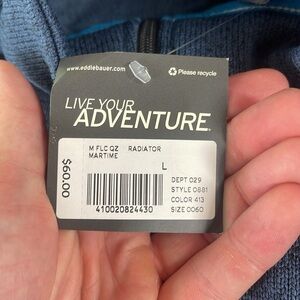 www.eddiebauer.com
Please recycle
LIVE YOUR
ADVENTURE.
M FLC QZ RADIATOR
MARTIME
L
$60.00
DEPT 029
STYLE 0881
COLOR 413
SIZE 0060
410020824430